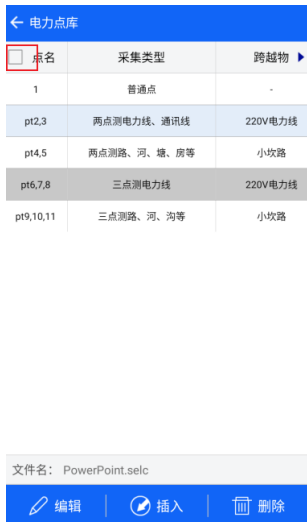 电力点库
点名 采集类型 跨越物
1 普通点 -
pt2,3 两点测电力线、通讯线 220V电力线
pt4,5 两点测路、河、塘、房等 小坎路
pt6,7,8 三点测电力线 220V电力线
pt9,10,11 三点测路、河、沟等 小坎路
文件名： PowerPoint.selc
编辑 插入 删除